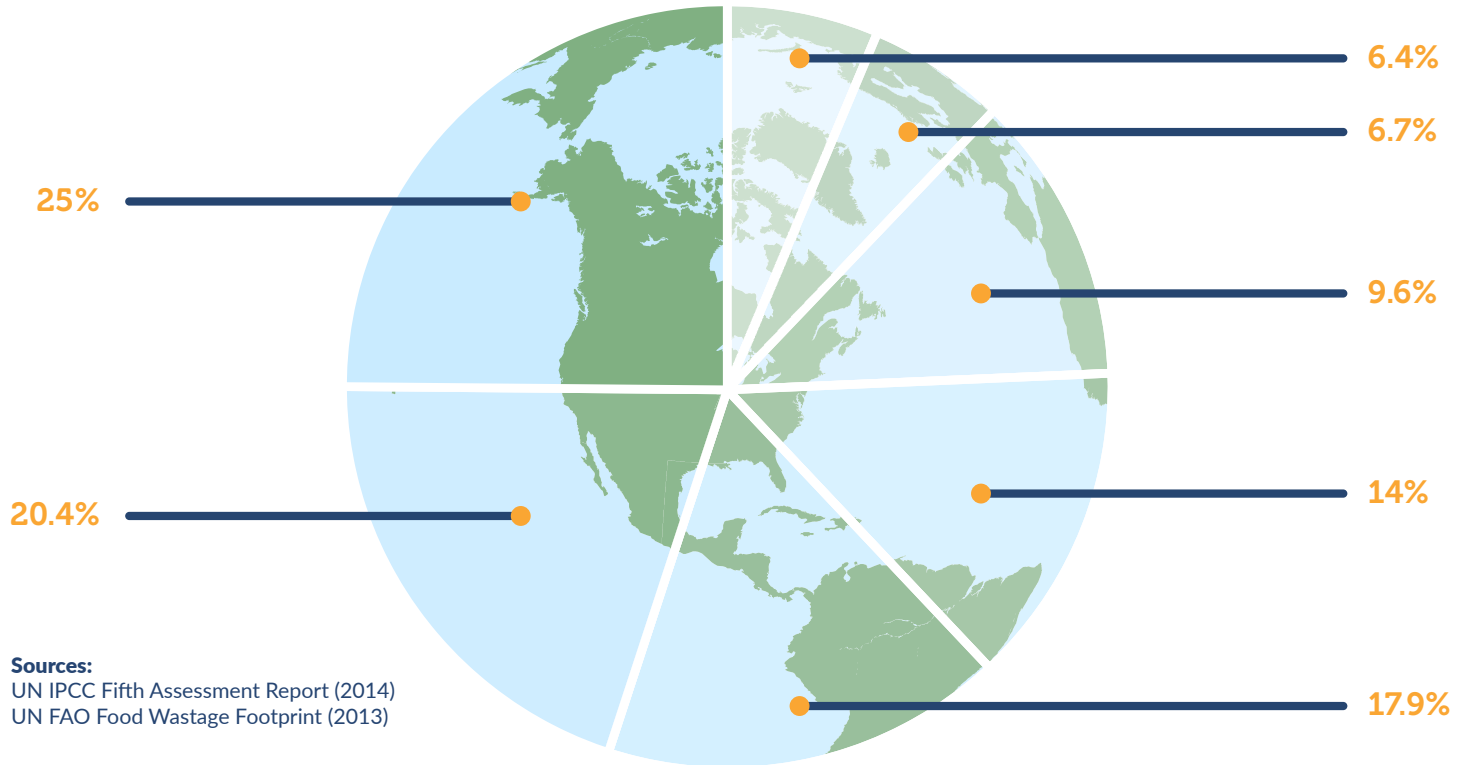 6.4%
6.7%
25%
9.6%
14%
20.4%
Sources:
UN IPCC Fifth Assessment Report (2014)
UN FAO Food Wastage Footprint (2013)
17.9%